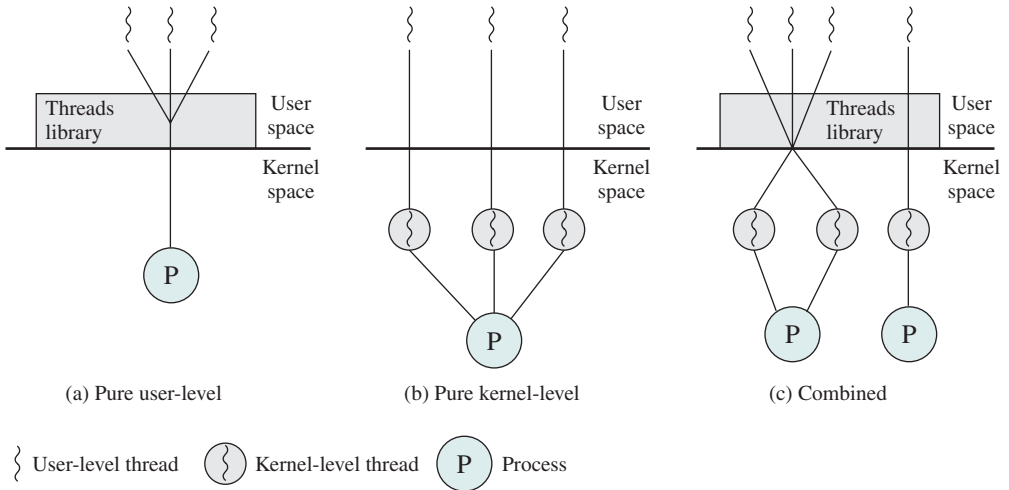 Threads
library
User
space
Kernel
space
P
(a) Pure user-level
User
space
Kernel
space
P
(b) Pure kernel-level
Threads
library
User
space
Kernel
space
P
P
(c) Combined
User-level thread
Kernel-level thread
P
Process